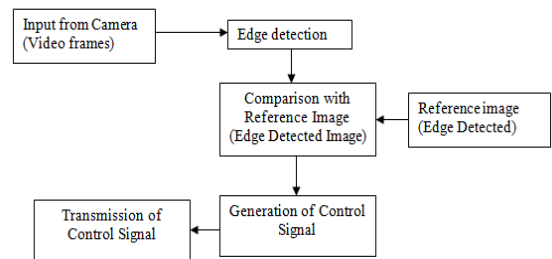 Input from Camera
(Video frames)
Edge detection
Comparison with
Reference Image
(Edge Detected Image)
Reference image
(Edge Detected)
Generation of Control
Signal
Transmission of
Control Signal